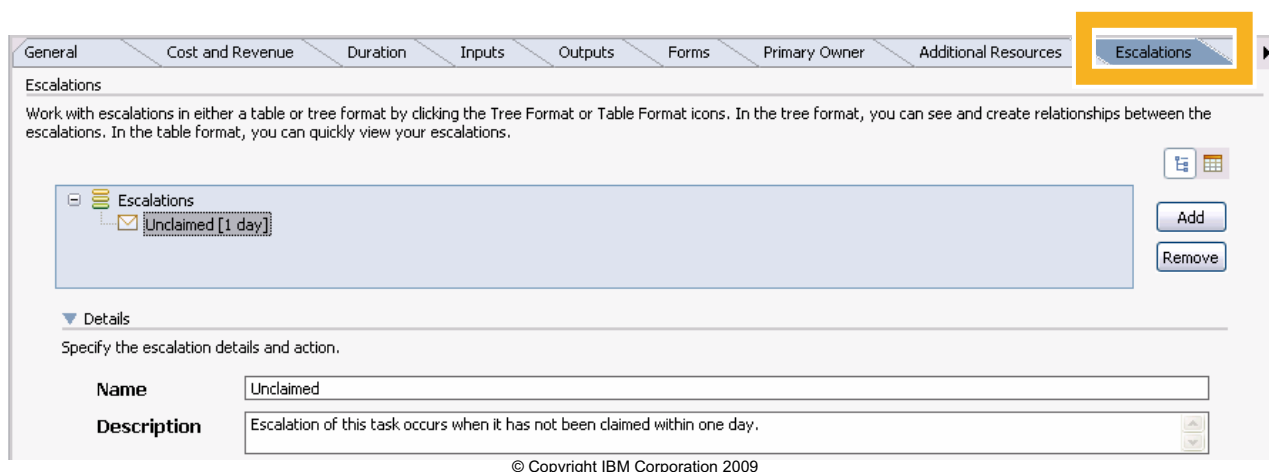 General Cost and Revenue Duration Inputs Outputs Forms Primary Owner Additional Resources Escalations
Escalations
Work with escalations in either a table or tree format by clicking the Tree Format or Table Format icons. In the tree format, you can see and create relationships between the
escalations. In the table format, you can quickly view your escalations.
Escalations
Unclaimed [1 day]
Add
Remove
Details
Specify the escalation details and action.
Name Unclaimed
Description Escalation of this task occurs when it has not been claimed within one day.
© Copyright IBM Corporation 2009